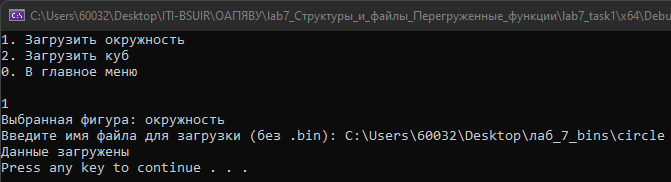 C:\Users\60032\Desktop\ITI-BSUIR\ОАПЯВУ\lab7_Структуры_и_файлы_Перегруженные_функции\lab7_task1\x64\Debu
1. Загрузить окружность
2. Загрузить куб
0. В главное меню
1
Выбранная фигура: окружность
Введите имя файла для загрузки (без .bin): C:\Users\60032\Desktop\лаб_7_bins\circle
Данные загружены
Press any key to continue . . .